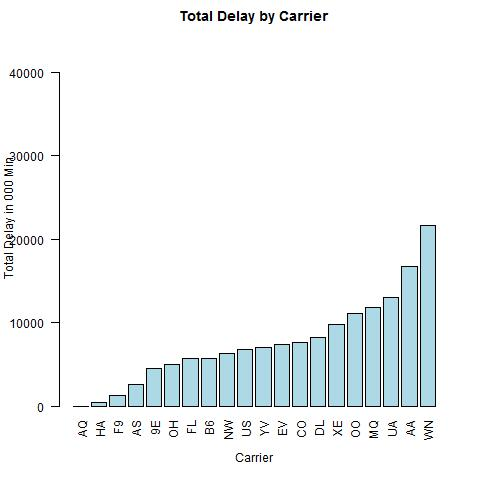 Total Delay by Carrier
Total Delay in 000 Min
40000
30000
20000
10000
0
AQ HA F9 AS 9E OH FL B6 NW US YV EV CO DL XE OO MQ UA AA WN
Carrier